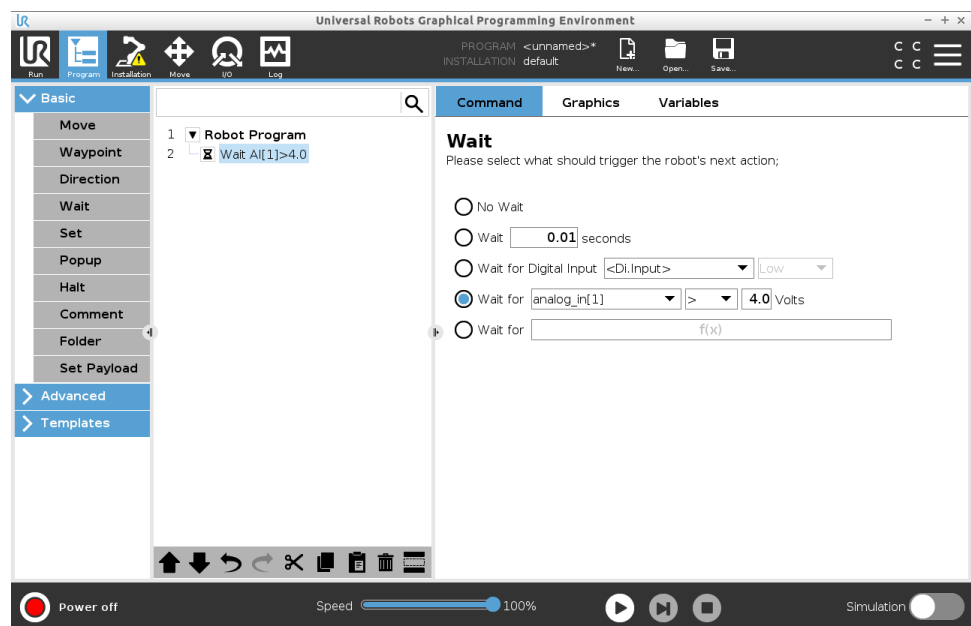 Universal Robots Graphical Programming Environment
PROGRAM <unnamed>*
INSTALLATION default
Run Program Installation Move I/O Log New... Open... Save...
C C
C C
Basic
Move
Waypoint
Direction
Wait
Set
Popup
Halt
Comment
Folder
Set Payload
Advanced
Templates
1 Robot Program
2 Wait AI[1]>4.0
Command Graphics Variables
Wait
Please select what should trigger the robot's next action;
No Wait
Wait 0.01 seconds
Wait for Digital Input <Di.Input> Low
Wait for analog_in[1] > 4.0 Volts
Wait for f(x)
Power off Speed 100% Simulation